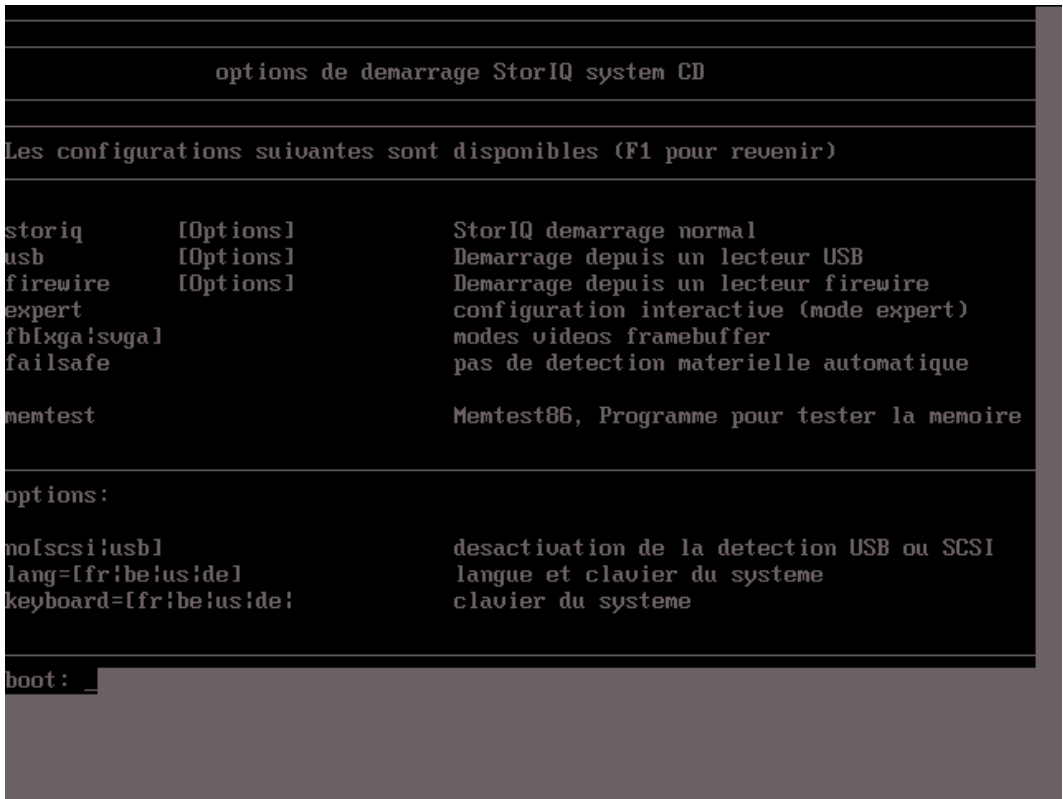 options de demarrage StorIQ system CD
Les configurations suivantes sont disponibles (F1 pour revenir)
storiq [Options] StorIQ demarrage normal
usb [Options] Demarrage depuis un lecteur USB
firewire [Options] Demarrage depuis un lecteur firewire
expert configuration interactive (mode expert)
fb[xga¦svga] modes videos framebuffer
failsafe pas de detection materielle automatique
memtest Memtest86, Programme pour tester la memoire
options:
no[scsi¦usb] desactivation de la detection USB ou SCSI
lang=[fr¦be¦us¦de] langue et clavier du systeme
keyboard=[fr¦be¦us¦de¦ clavier du systeme
boot: _